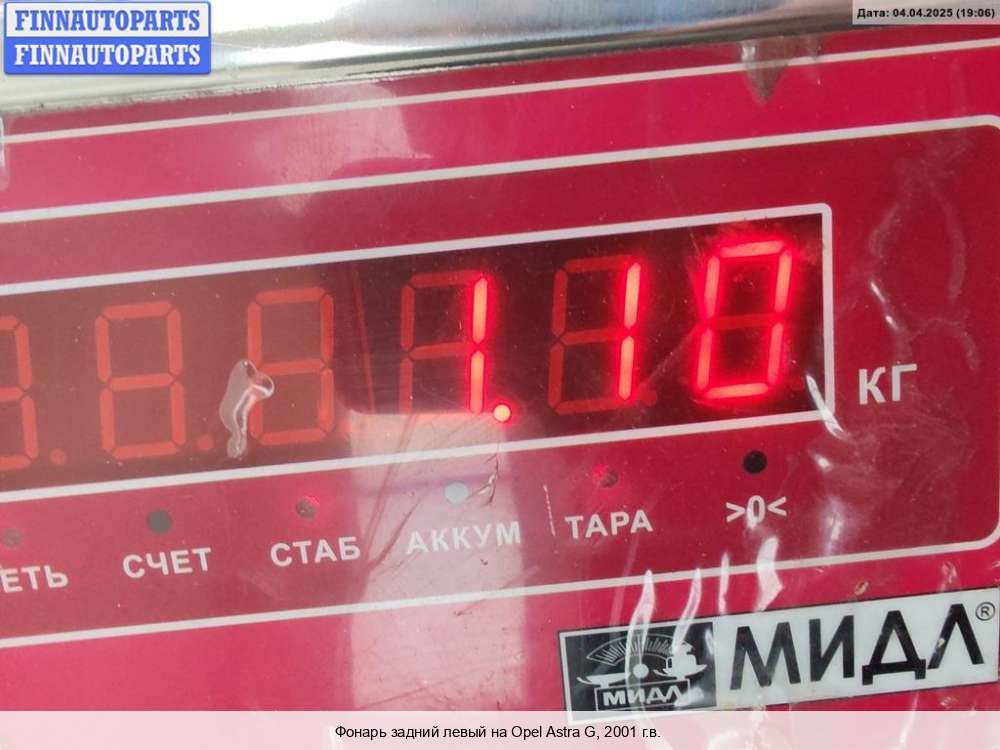 FINNAUTOPARTS
FINNAUTOPARTS
Дата: 04.04.2025 (19:06)
1.10
КГ
ЕТЬ СЧЕТ СТАБ АККУМ ТАРА >0<
МИДЛ МИДЛ®
Фонарь задний левый на Opel Astra G, 2001 г.в.